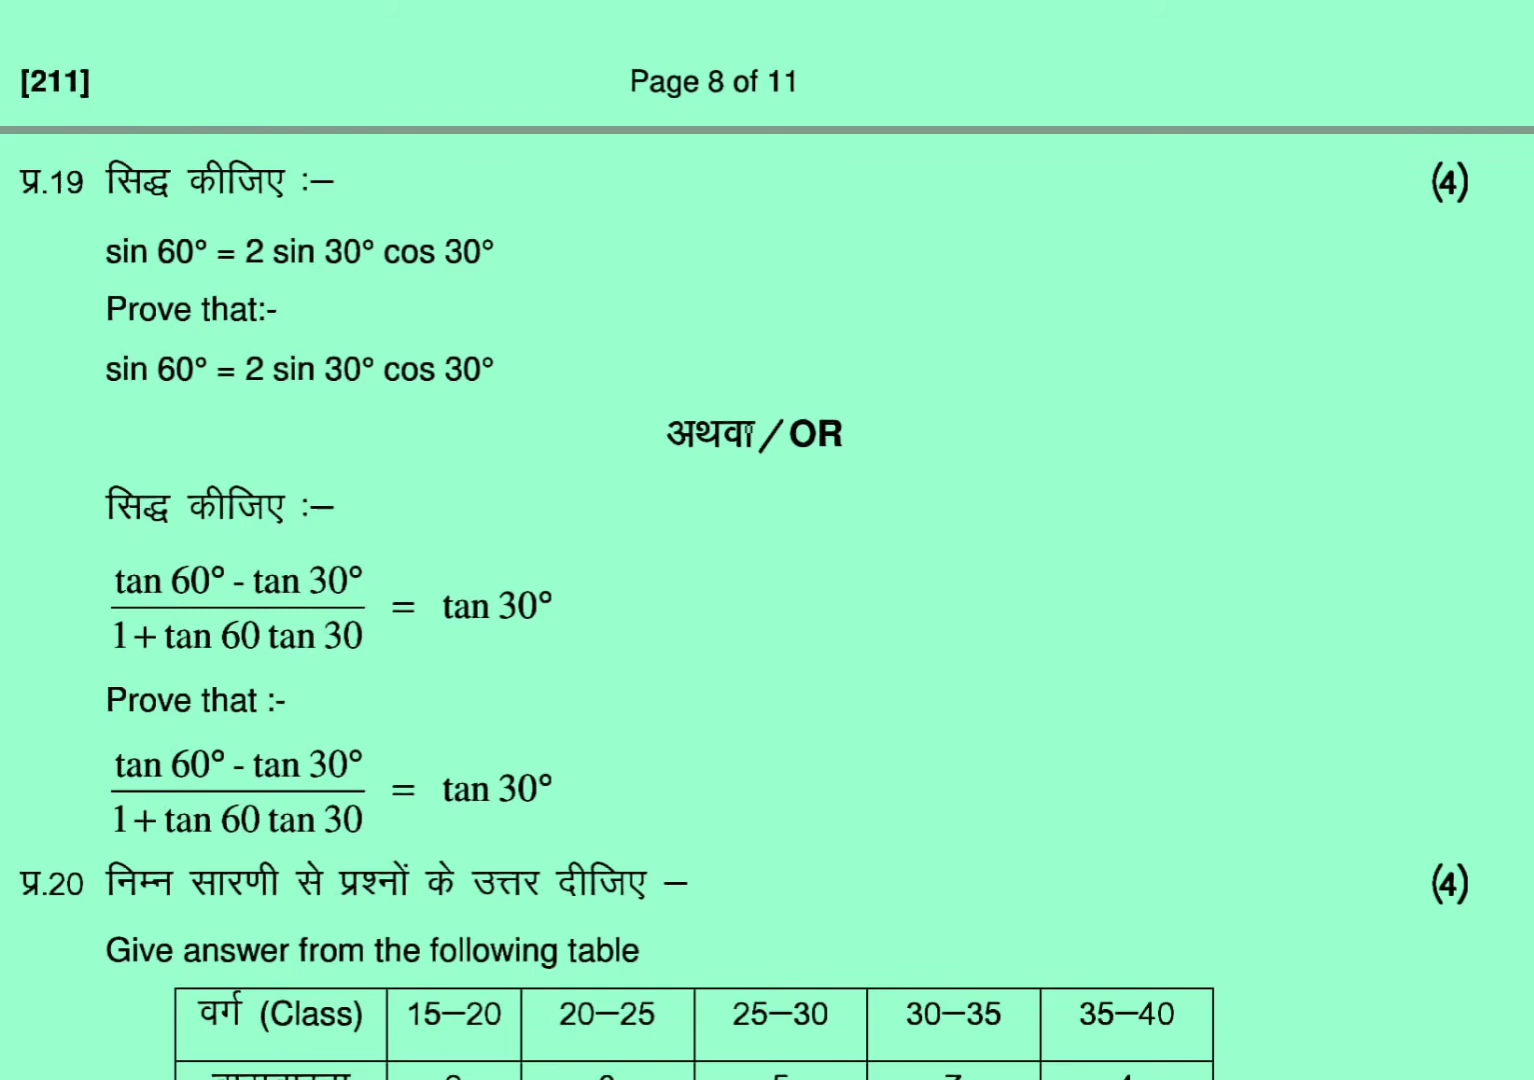 [211] Page 8 of 11
प्र.19 सिद्ध कीजिए :– (4)
sin 60° = 2 sin 30° cos 30°
Prove that:-
sin 60° = 2 sin 30° cos 30°
अथवा/OR
सिद्ध कीजिए :–
tan 60° - tan 30°
1+ tan 60 tan 30 = tan 30°
Prove that :-
tan 60° - tan 30°
1+ tan 60 tan 30 = tan 30°
प्र.20 निम्न सारणी से प्रश्नों के उत्तर दीजिए – (4)
Give answer from the following table
वर्ग (Class) 15–20 20–25 25–30 30–35 35–40